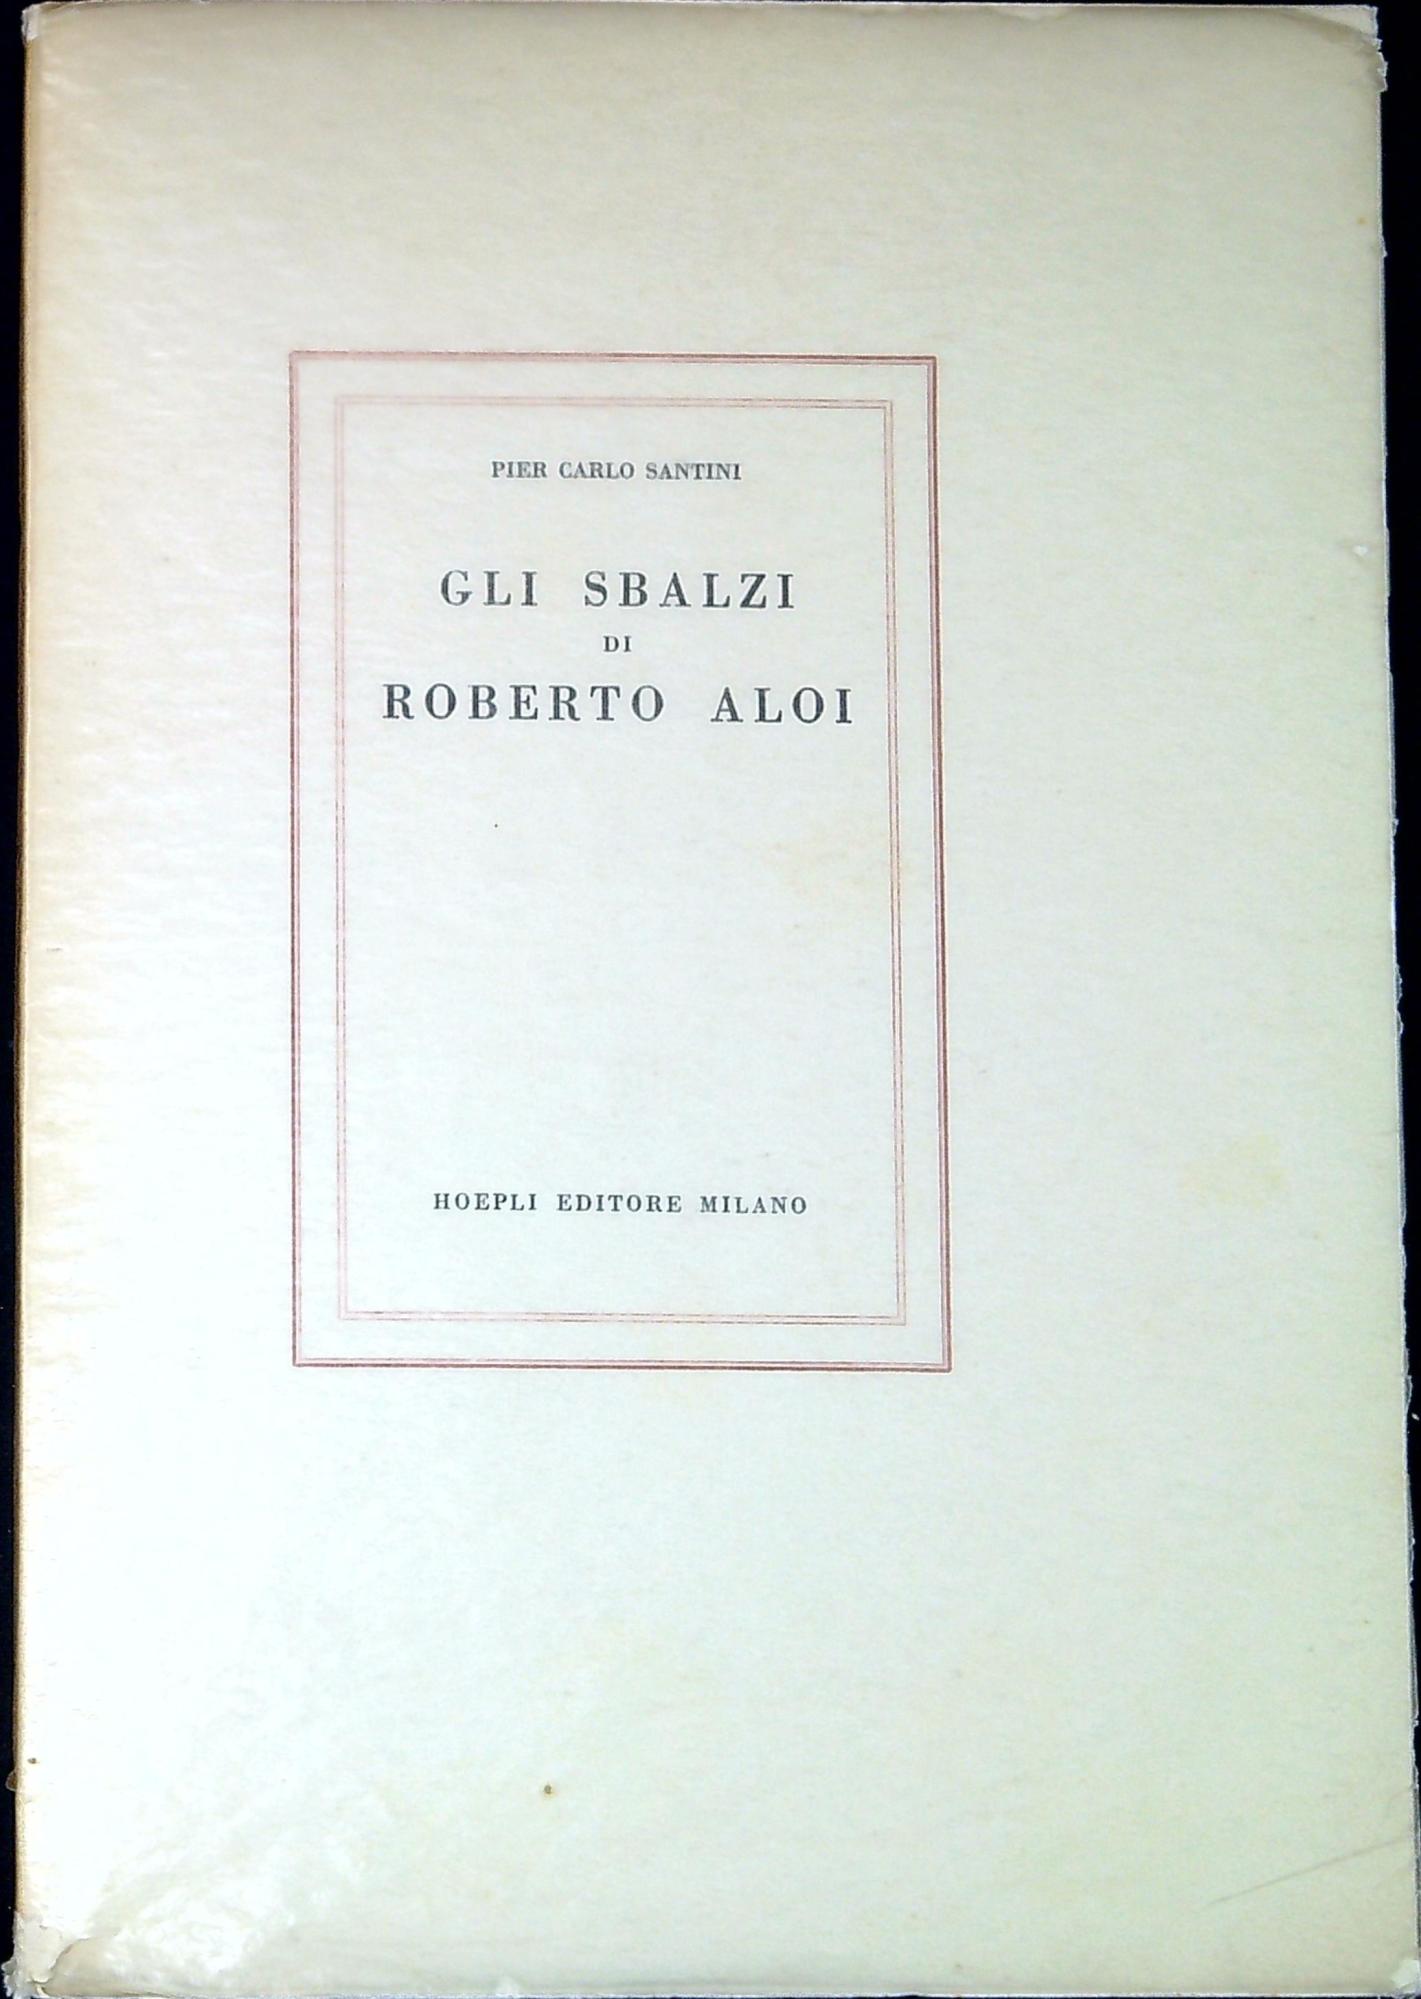 PIER CARLO SANTINI
GLI SBALZI
DI
ROBERTO ALOI
HOEPLI EDITORE MILANO